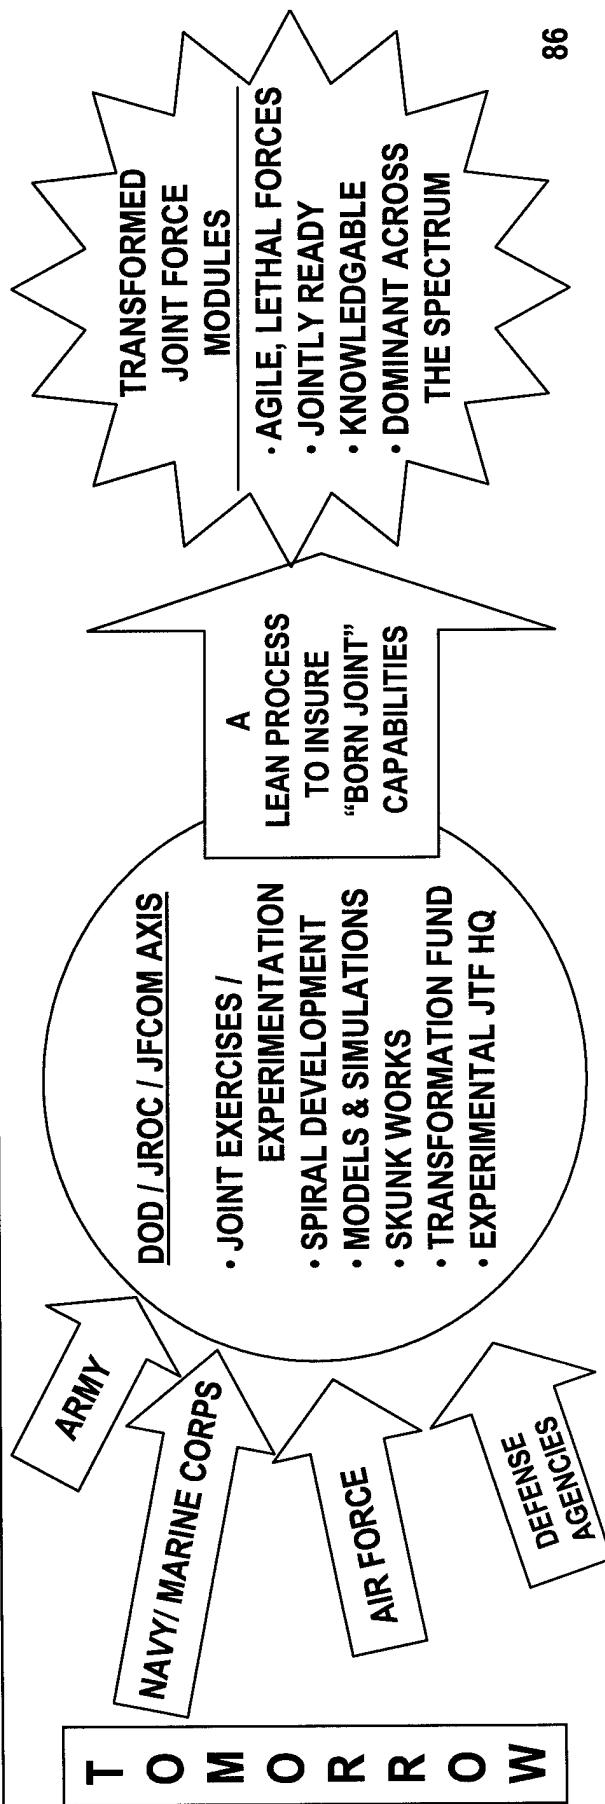 TOMORROW
ARMY
NAVY/ MARINE CORPS
AIR FORCE
DEFENSE
AGENCIES
DOD / JROC / JFCOM AXIS
• JOINT EXERCISES /
EXPERIMENTATION
• SPIRAL DEVELOPMENT
• MODELS & SIMULATIONS
• SKUNK WORKS
• TRANSFORMATION FUND
• EXPERIMENTAL JTF HQ
A
LEAN PROCESS
TO INSURE
“BORN JOINT”
CAPABILITIES
TRANSFORMED
JOINT FORCE
MODULES
• AGILE, LETHAL FORCES
• JOINTLY READY
• KNOWLEDGABLE
• DOMINANT ACROSS
THE SPECTRUM
86